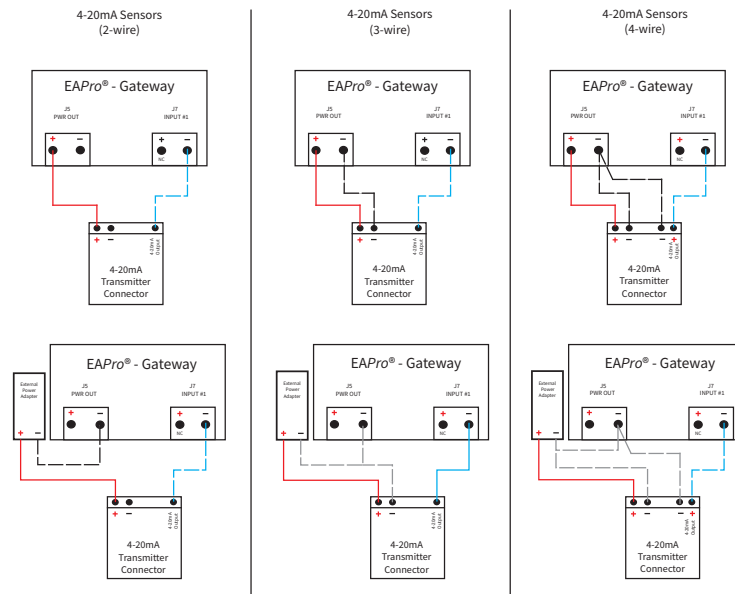 4-20mA Sensors
(2-wire)
EAPro® - Gateway
J5
PWR OUT
J7
INPUT #1
+ −
+ −
NC
+ −
4-20mA
Output
4-20mA
Transmitter
Connector
External
Power
Adapter
+ −
EAPro® - Gateway
J5
PWR OUT
J7
INPUT #1
+ −
+ −
NC
+ −
4-20mA
Output
4-20mA
Transmitter
Connector
4-20mA Sensors
(3-wire)
EAPro® - Gateway
J5
PWR OUT
J7
INPUT #1
+ −
+ −
NC
+ −
4-20mA
Output
4-20mA
Transmitter
Connector
External
Power
Adapter
+ −
EAPro® - Gateway
J5
PWR OUT
J7
INPUT #1
+ −
+ −
NC
+ −
4-20mA
Output
4-20mA
Transmitter
Connector
4-20mA Sensors
(4-wire)
EAPro® - Gateway
J5
PWR OUT
J7
INPUT #1
+ −
+ −
NC
+ − − +
4-20mA
Output
4-20mA
Transmitter
Connector
External
Power
Adapter
+ −
EAPro® - Gateway
J5
PWR OUT
J7
INPUT #1
+ −
+ −
NC
+ − − +
4-20mA
Output
4-20mA
Transmitter
Connector